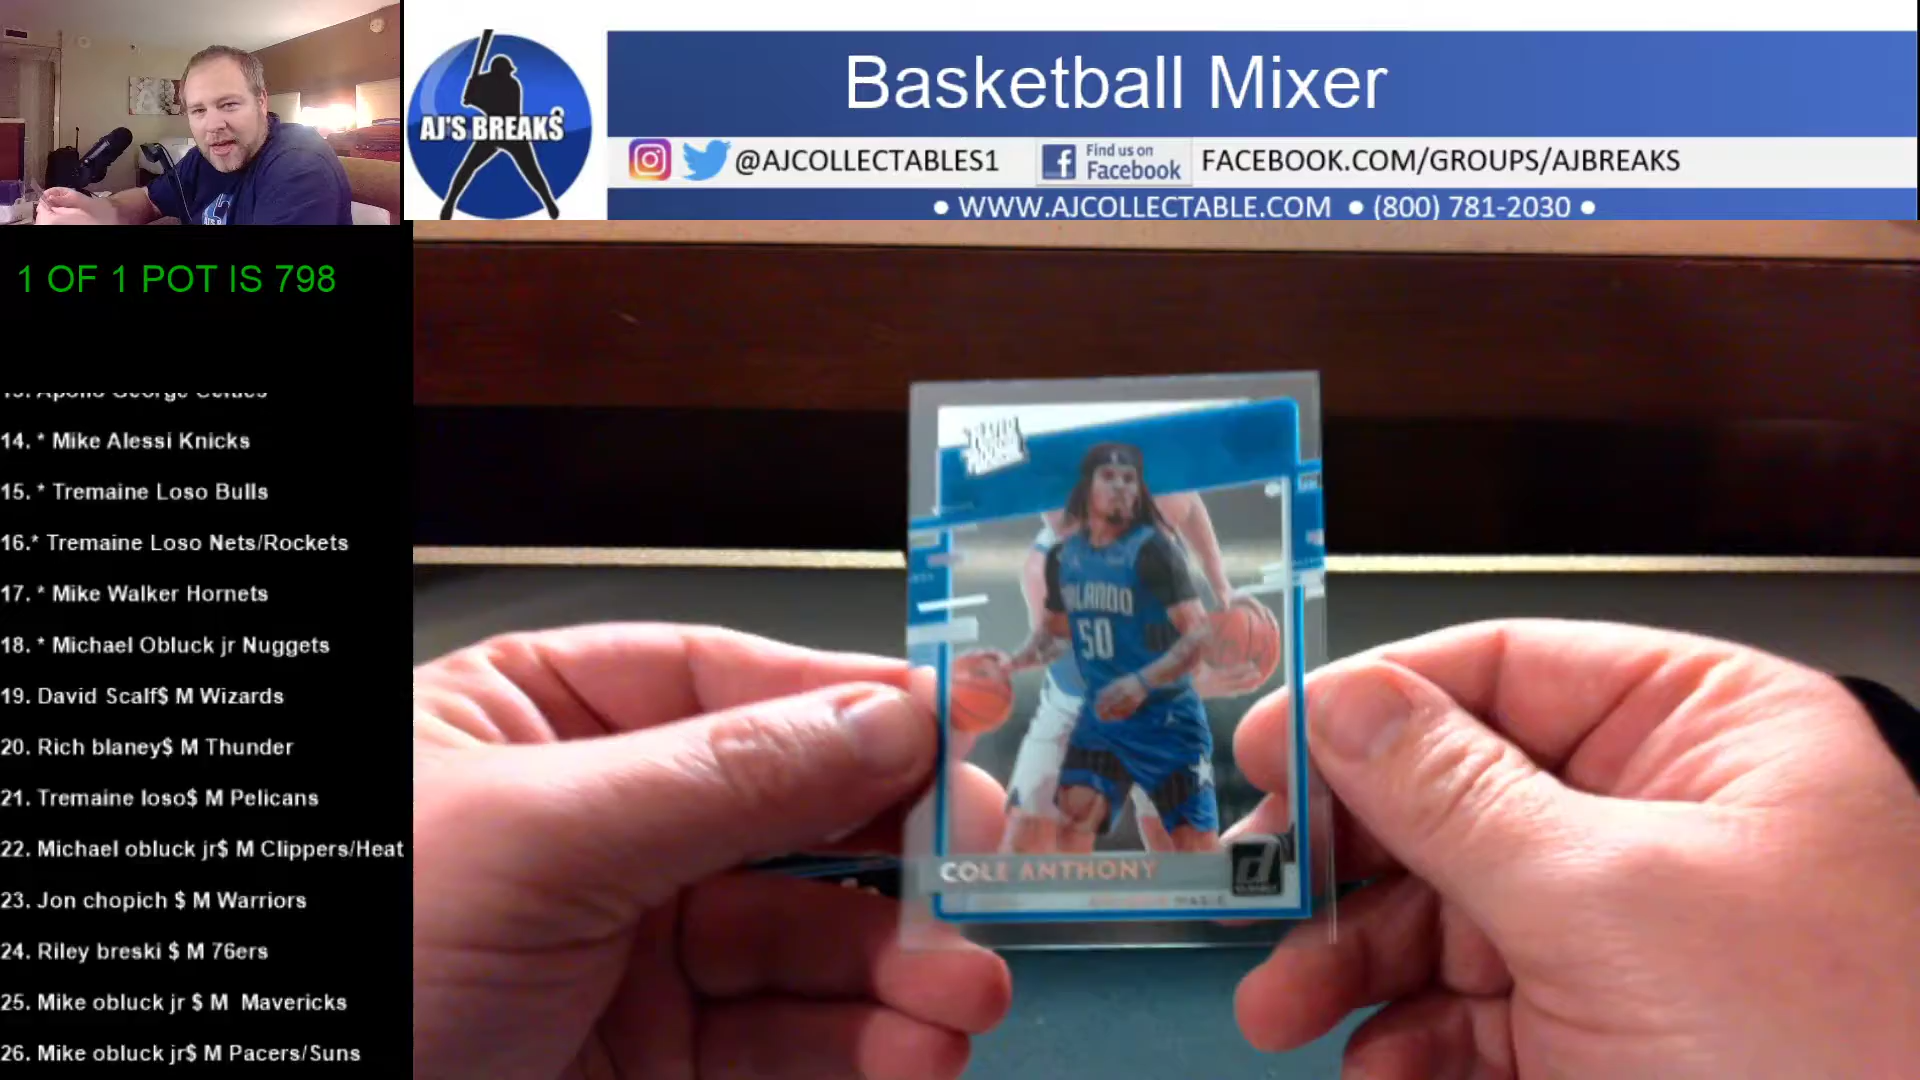 Basketball Mixer
AJ'S BREAKS
@AJCOLLECTABLES1
Find us on
Facebook
FACEBOOK.COM/GROUPS/AJBREAKS
• WWW.AJCOLLECTABLE.COM • (800) 781-2030 •
1 OF 1 POT IS 798
14. * Mike Alessi Knicks
15. * Tremaine Loso Bulls
16.* Tremaine Loso Nets/Rockets
17. * Mike Walker Hornets
18. * Michael Obluck jr Nuggets
19. David Scalf$ M Wizards
20. Rich blaney$ M Thunder
21. Tremaine loso$ M Pelicans
22. Michael obluck jr$ M Clippers/Heat
23. Jon chopich $ M Warriors
24. Riley breski $ M 76ers
25. Mike obluck jr $ M Mavericks
26. Mike obluck jr$ M Pacers/Suns
RATED
ROOKIE
ORLANDO
50
COLE ANTHONY
MAGIC